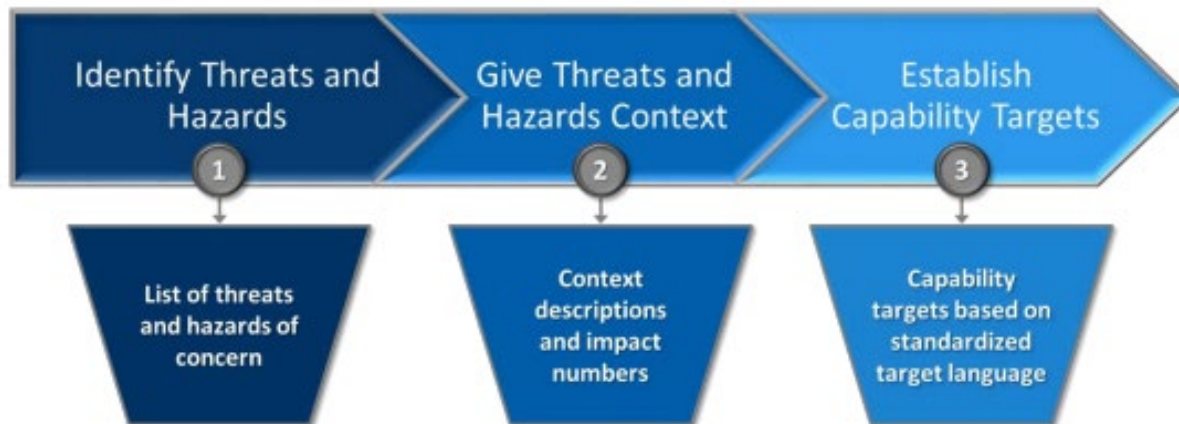 Identify Threats and
Hazards
Give Threats and
Hazards Context
Establish
Capability Targets
1
2
3
List of threats
and hazards of
concern
Context
descriptions
and impact
numbers
Capability
targets based on
standardized
target language